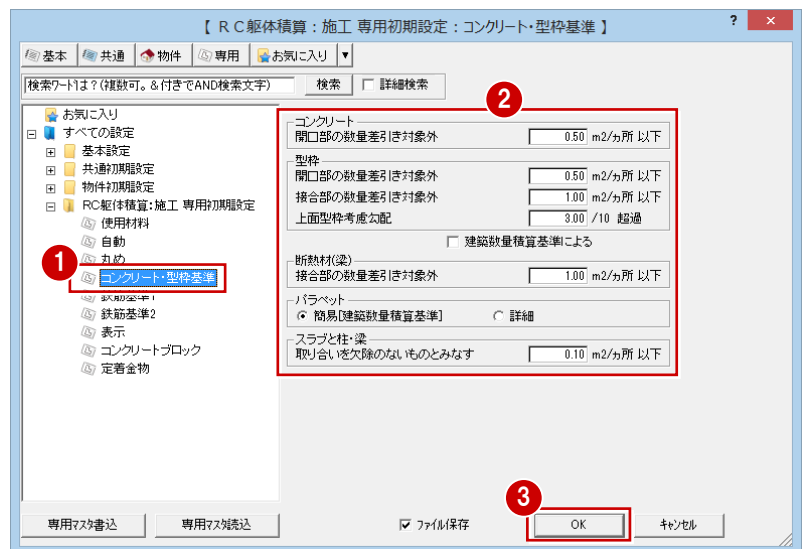 【 ＲＣ躯体積算：施工 専用初期設定：コンクリート・型枠基準 】 ? ×
基本 共通 物件 専用 お気に入り ▼
検索ワードは？(複数可。＆付きでAND検索文字) 検索 詳細検索
2
お気に入り
すべての設定
基本設定
共通初期設定
物件初期設定
RC躯体積算:施工 専用初期設定
使用材料
自動
丸め
1
コンクリート・型枠基準
鉄筋基準1
鉄筋基準2
表示
コンクリートブロック
定着金物
コンクリート
開口部の数量差引き対象外 0.50 m2/ヵ所 以下
型枠
開口部の数量差引き対象外 0.50 m2/ヵ所 以下
接合部の数量差引き対象外 1.00 m2/ヵ所 以下
上面型枠考慮勾配 3.00 /10 超過
建築数量積算基準による
断熱材(梁)
接合部の数量差引き対象外 1.00 m2/ヵ所 以下
パラペット
簡易[建築数量積算基準] 詳細
スラブと柱・梁
取り合いを欠除のないものとみなす 0.10 m2/ヵ所 以下
3
専用マスタ書込 専用マスタ読込 ファイル保存 OK キャンセル